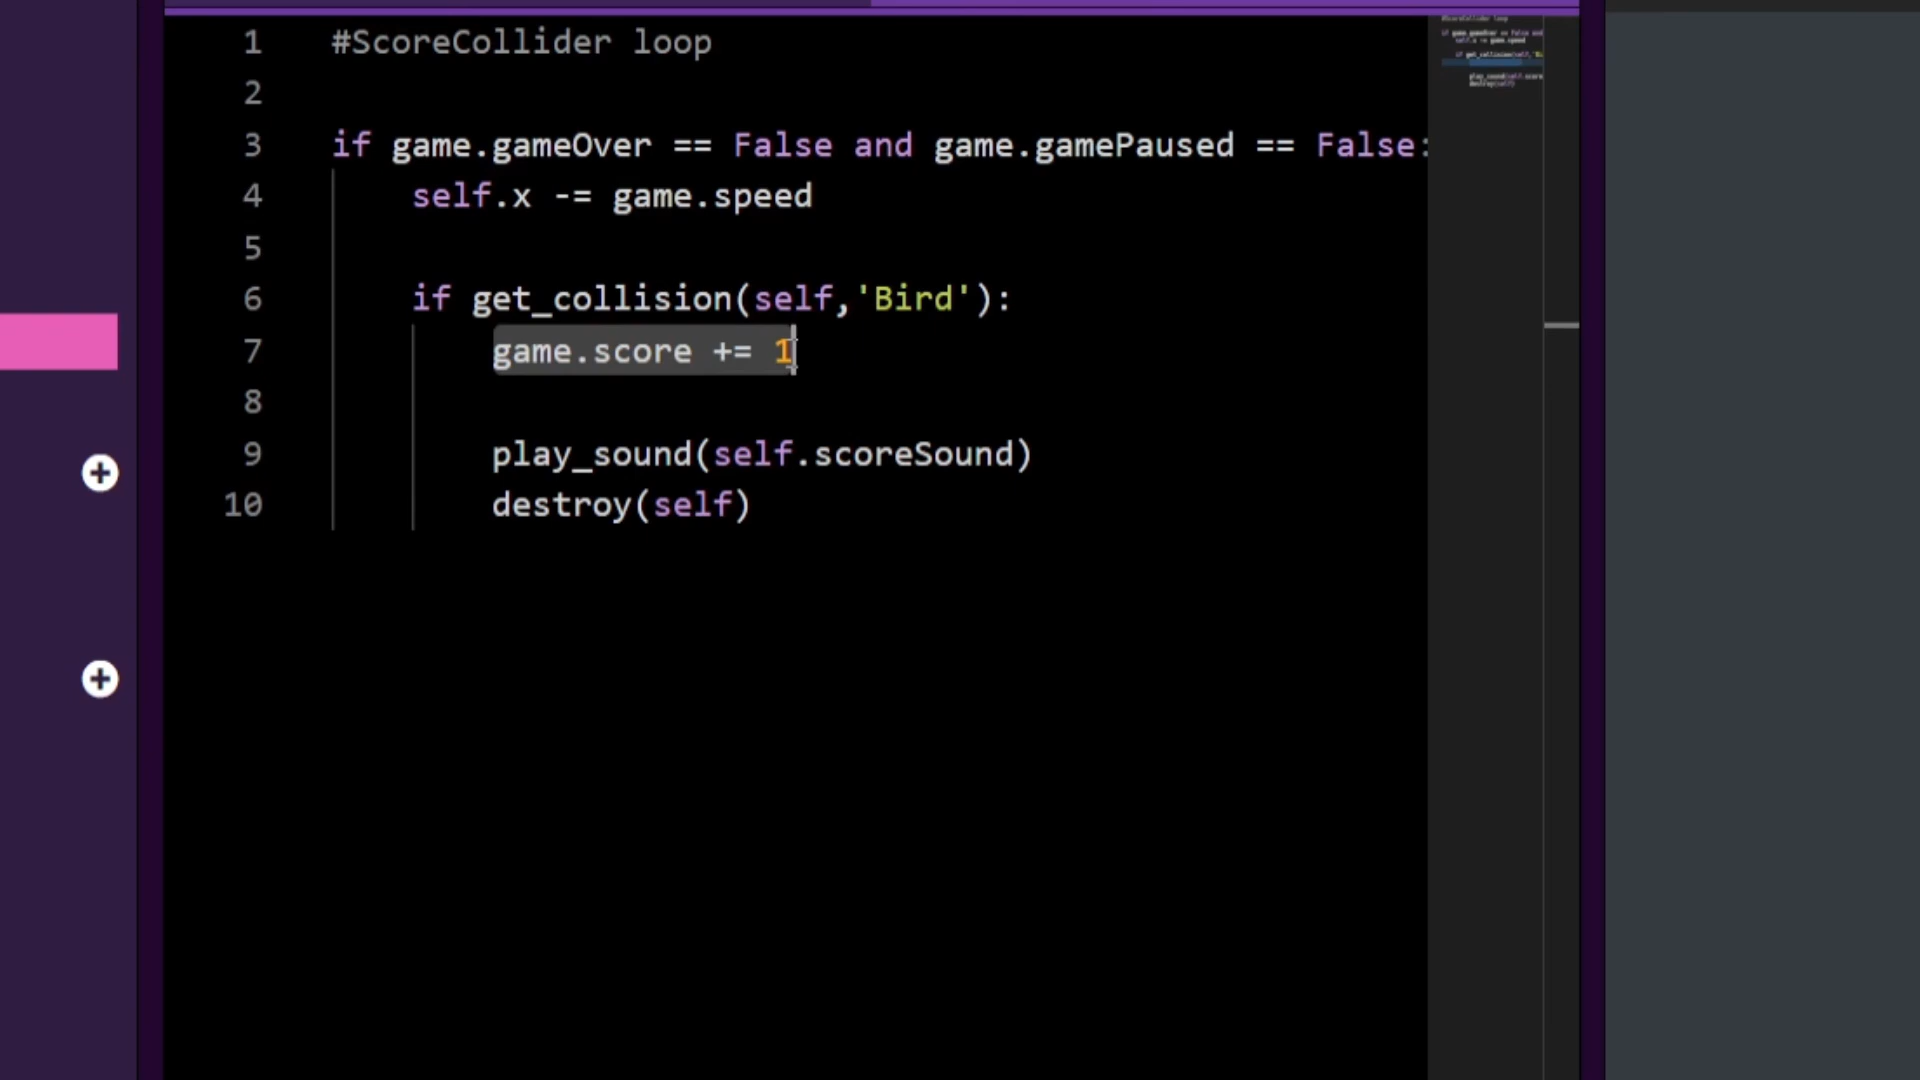 1 #ScoreCollider loop
2
3 if game.gameOver == False and game.gamePaused == False:
4 self.x -= game.speed
5
6 if get_collision(self,'Bird'):
7 game.score += 1
8
9 play_sound(self.scoreSound)
10 destroy(self)